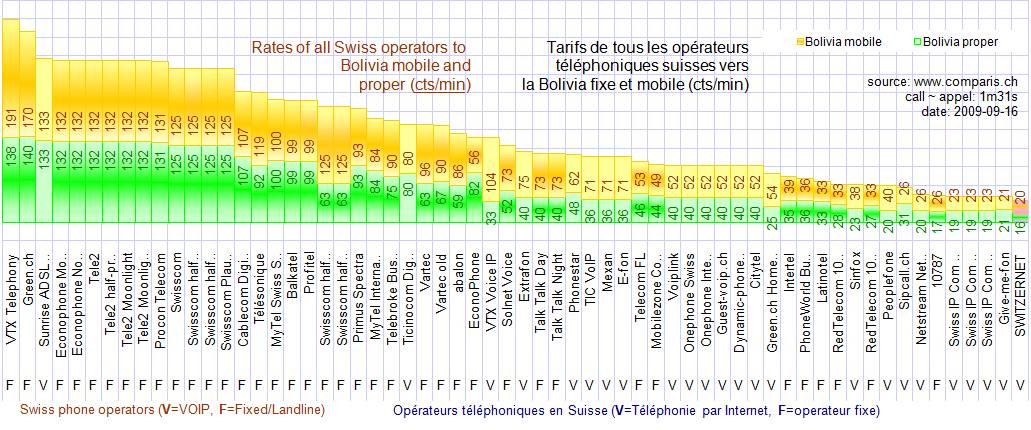 Rates of all Swiss operators to
Bolivia mobile and
proper (cts/min)
Tarifs de tous les opérateurs
téléphoniques suisses vers
la Bolivia fixe et mobile (cts/min)
Bolivia mobile
Bolivia proper
source: www.comparis.ch
call ~ appel: 1m31s
date: 2009-09-16
191 170 133 132 132 132 132 132 132 131 125 125 125 125 107 119 100 99 99 125 125 93 84 90 80 96 90 86 56 104 73 75 73 73 62 71 71 71 53 49 52 52 52 52 52 52 54 39 36 33 33 38 33 40 26 26 26 23 23 23 21 20
138 140 133 132 132 132 132 132 132 131 125 125 125 125 107 92 100 99 99 63 63 93 84 75 80 65 67 59 82 33 52 40 40 40 48 36 36 36 46 44 40 40 40 40 40 40 25 35 36 33 28 23 27 20 31 20 17 19 19 19 21 16
VTX Telephony
Green.ch
Sunrise ADSL ...
Econophone Mo...
Econophone No...
Tele2
Tele2 half-pr...
Tele2 Moonlight
Tele2 Moonlig...
Procon Telecom
Swisscom
Swisscom half...
Swisscom half...
Swisscom Plau...
Cablecom Digi...
Télésonique
MyTel Swiss S...
Balkatel
Profitel
Swisscom half...
Swisscom half...
Primus Spectra
MyTel Interna...
Telebroke Bus...
Ticinocom Dig...
Vartec
Vartec old
abalon
EconoPhone
VTX Voice IP
Solnet Voice
Extrafon
Talk Talk Day
Talk Talk Night
Phonestar
TIC VoIP
Mexan
E-fon
Telecom FL
Mobilezone Co...
Voiplink
Onephone Swiss
Onephone Inte...
Guest-voip.ch
Dynamic-phone...
Citytel
Green.ch Home...
Intertel
PhoneWorld Bu...
Latinotel
RedTelecom 10...
Sinfox
RedTelecom 10...
Peoplefone
Sipcall.ch
Netstream Net...
10787
Swiss IP Com ...
Swiss IP Com ...
Swiss IP Com ...
Give-me-fon
SWITZERNET
F F V F F F F F F F F F F F V F F F F F F F F F V F F F F V V V F F V V V V F F V V V V V V V F F F F V F V V V F V V V V V
Swiss phone operators (V=VOIP, F=Fixed/Landline)
Opérateurs téléphoniques en Suisse (V=Téléphonie par Internet, F=operateur fixe)